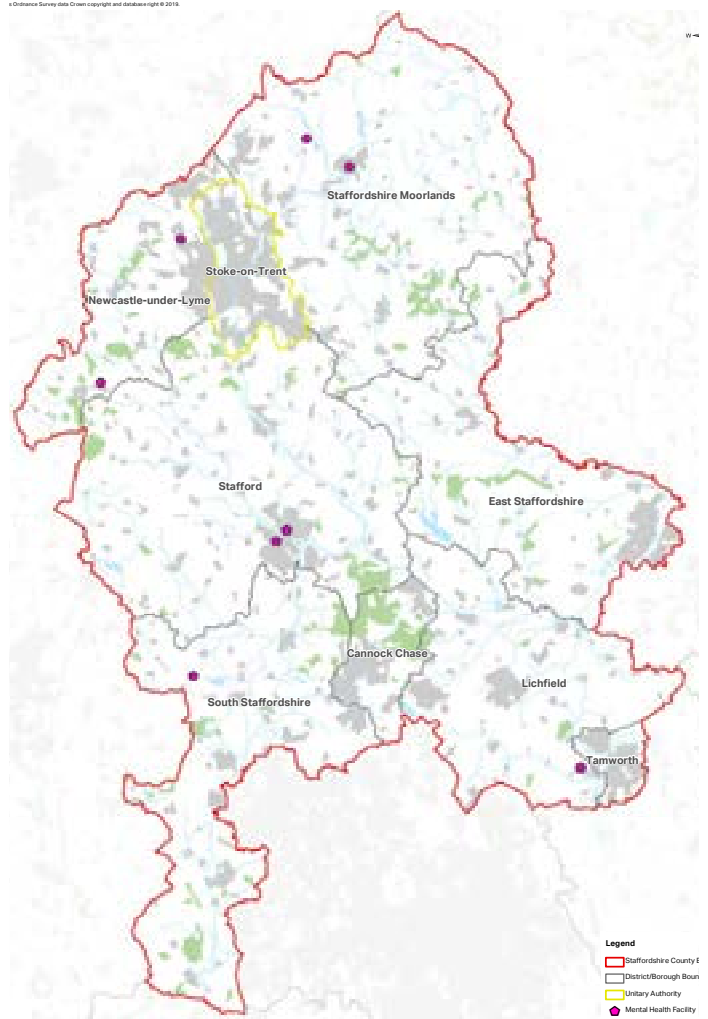 s Ordnance Survey data Crown copyright and database right © 2019.
W
Staffordshire Moorlands
Stoke-on-Trent
Newcastle-under-Lyme
Stafford
East Staffordshire
Cannock Chase
Lichfield
South Staffordshire
Tamworth
Legend
Staffordshire County B
District/Borough Boun
Unitary Authority
Mental Health Facility